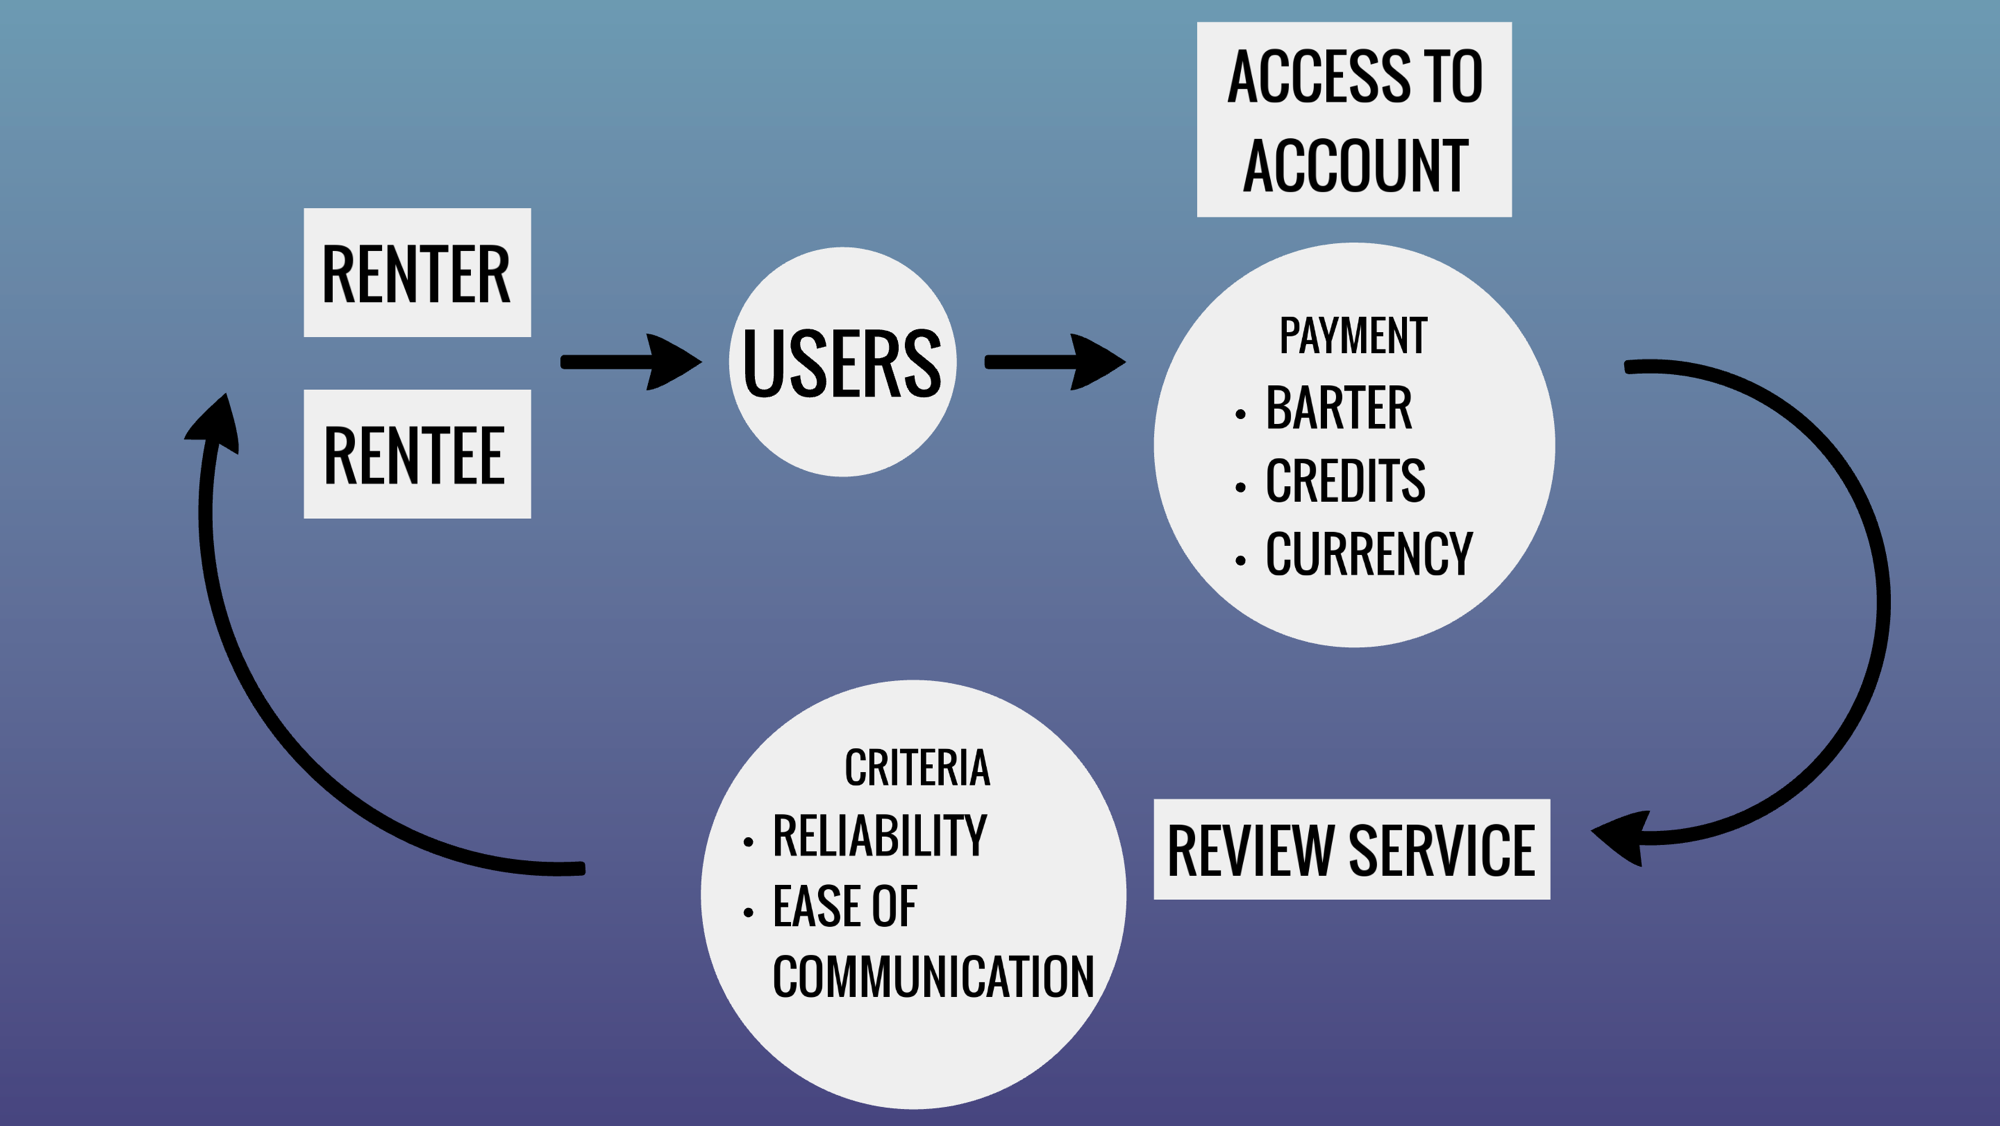 RENTER
RENTEE
USERS
ACCESS TO
ACCOUNT
PAYMENT
• BARTER
• CREDITS
• CURRENCY
REVIEW SERVICE
CRITERIA
• RELIABILITY
• EASE OF
COMMUNICATION